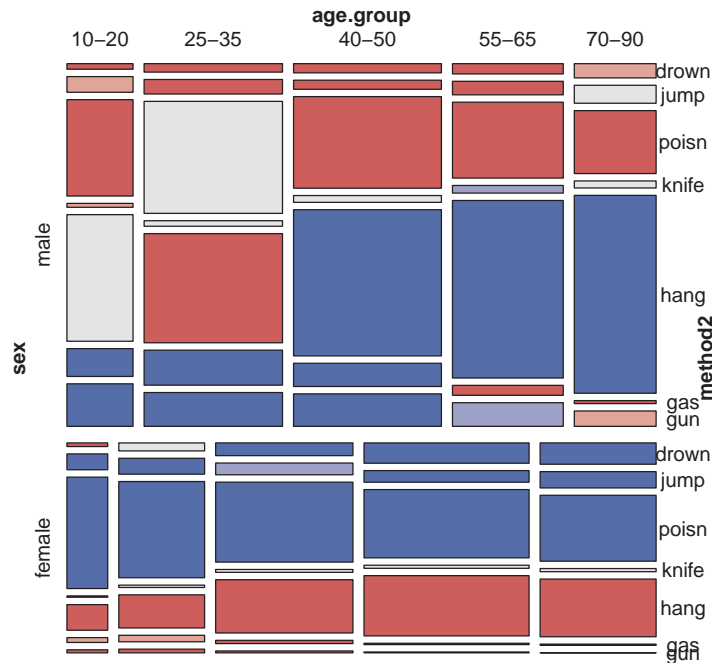 age.group
10–20 25–35 40–50 55–65 70–90
drown
jump
poisn
knife
male
hang
sex
method2
gas
gun
drown
jump
poisn
female
knife
hang
gas
gun